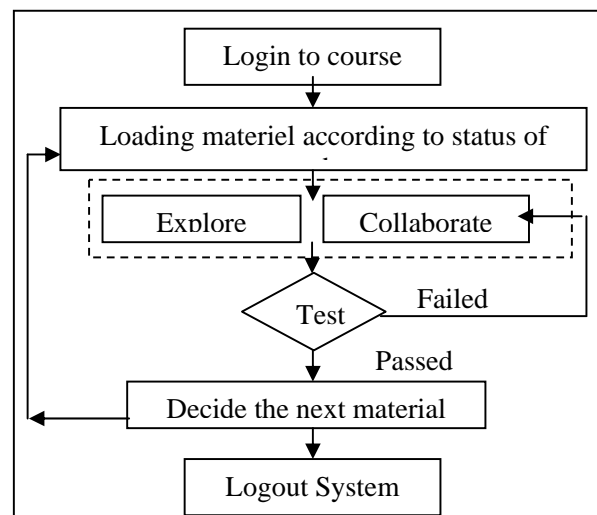 Login to course
Loading materiel according to status of
Explore
Collaborate
Test
Failed
Passed
Decide the next material
Logout System